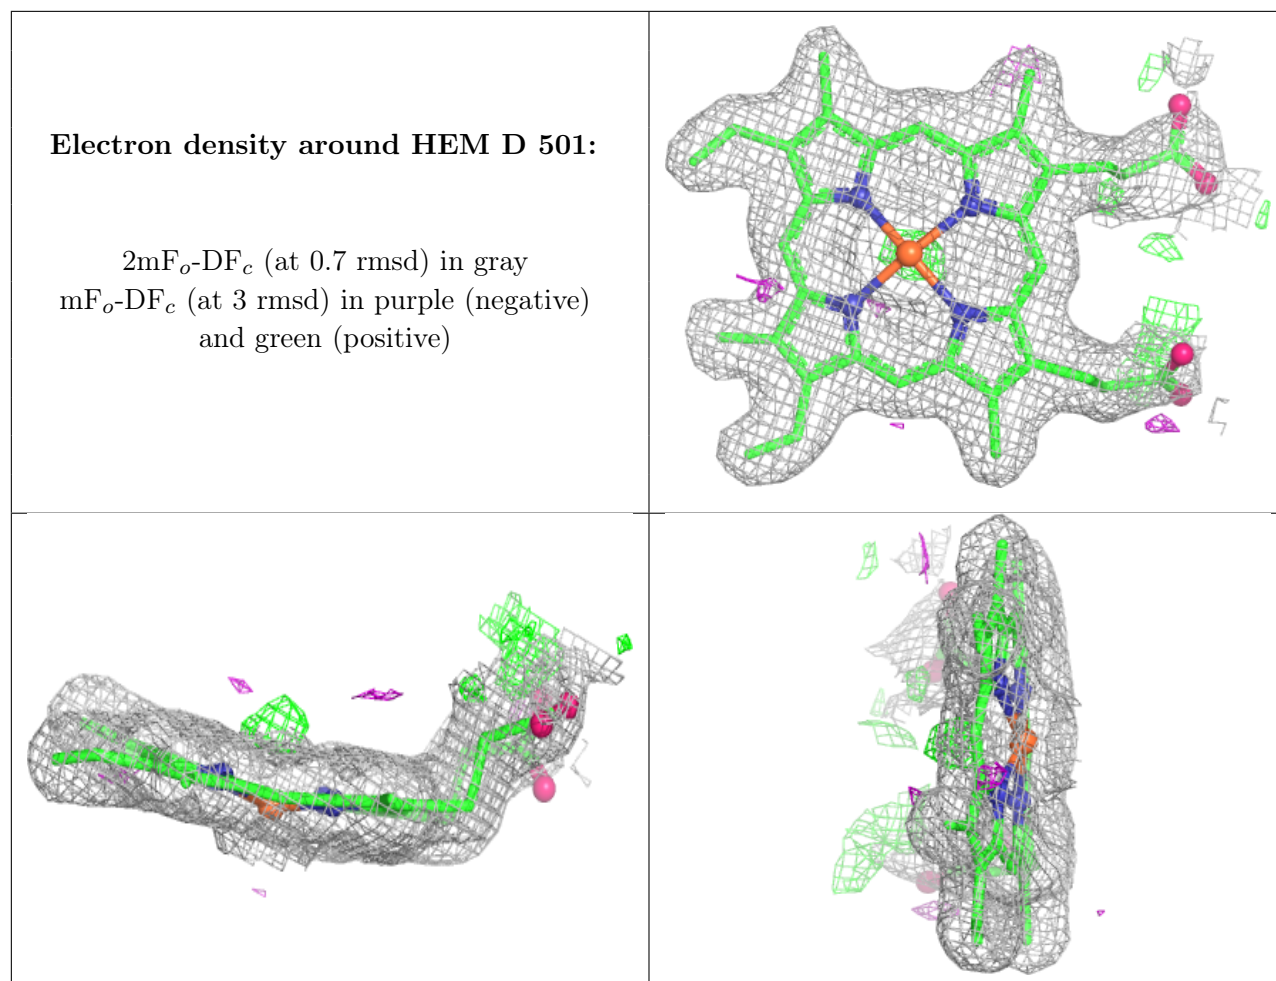 Electron density around HEM D 501:
2mFo-DFc (at 0.7 rmsd) in gray
mFo-DFc (at 3 rmsd) in purple (negative)
and green (positive)